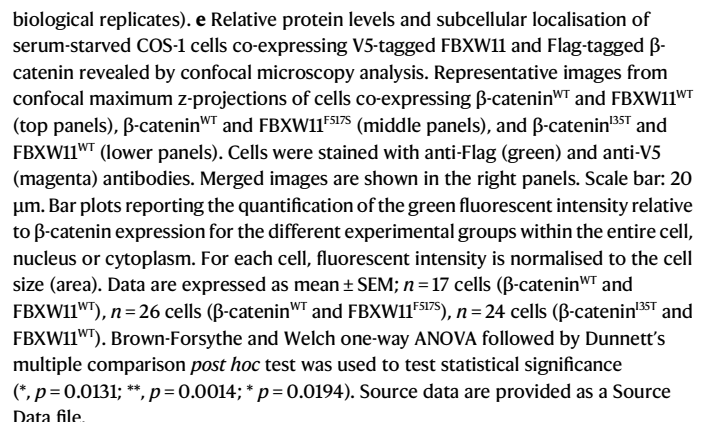 biological replicates). e Relative protein levels and subcellular localisation of
serum-starved COS-1 cells co-expressing V5-tagged FBXW11 and Flag-tagged β-
catenin revealed by confocal microscopy analysis. Representative images from
confocal maximum z-projections of cells co-expressing β-cateninᵂᵀ and FBXW11ᵂᵀ
(top panels), β-cateninᵂᵀ and FBXW11ᶠ⁵¹⁷ˢ (middle panels), and β-cateninᴵ³⁵ᵀ and
FBXW11ᵂᵀ (lower panels). Cells were stained with anti-Flag (green) and anti-V5
(magenta) antibodies. Merged images are shown in the right panels. Scale bar: 20
μm. Bar plots reporting the quantification of the green fluorescent intensity relative
to β-catenin expression for the different experimental groups within the entire cell,
nucleus or cytoplasm. For each cell, fluorescent intensity is normalised to the cell
size (area). Data are expressed as mean ± SEM; n = 17 cells (β-cateninᵂᵀ and
FBXW11ᵂᵀ), n = 26 cells (β-cateninᵂᵀ and FBXW11ᶠ⁵¹⁷ˢ), n = 24 cells (β-cateninᴵ³⁵ᵀ and
FBXW11ᵂᵀ). Brown-Forsythe and Welch one-way ANOVA followed by Dunnett's
multiple comparison post hoc test was used to test statistical significance
(*, p = 0.0131; **, p = 0.0014; * p = 0.0194). Source data are provided as a Source
Data file.